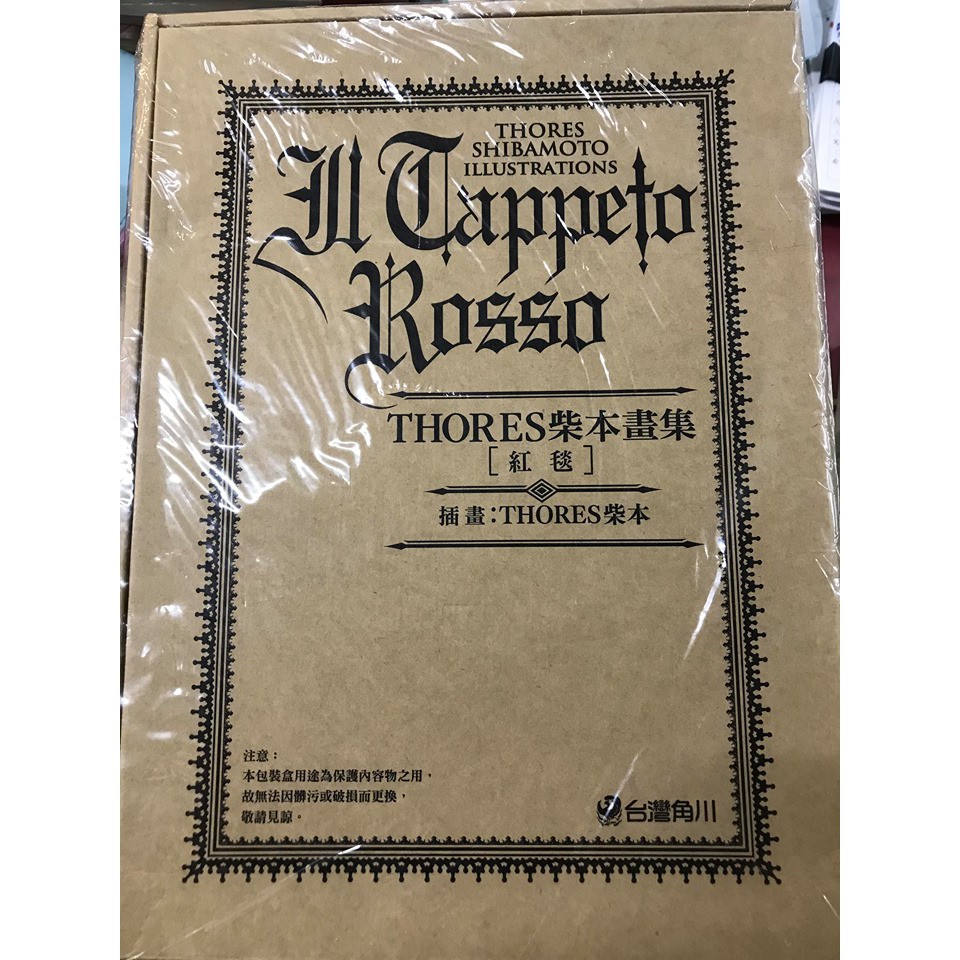 THORES
SHIBAMOTO
ILLUSTRATIONS
Il Tappeto
Rosso
THORES柴本畫集
[紅毯]
插畫:THORES柴本
注意：
本包裝盒用途為保護內容物之用，
故無法因髒污或破損而更換，
敬請見諒。
台灣角川